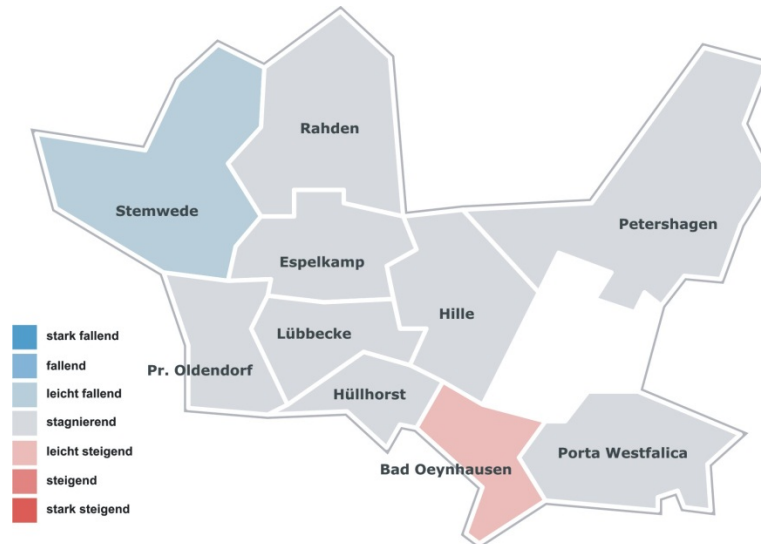 Rahden
Stemwede
Petershagen
Espelkamp
Hille
Lübbecke
Pr. Oldendorf
Hüllhorst
Bad Oeynhausen
Porta Westfalica
stark fallend
fallend
leicht fallend
stagnierend
leicht steigend
steigend
stark steigend